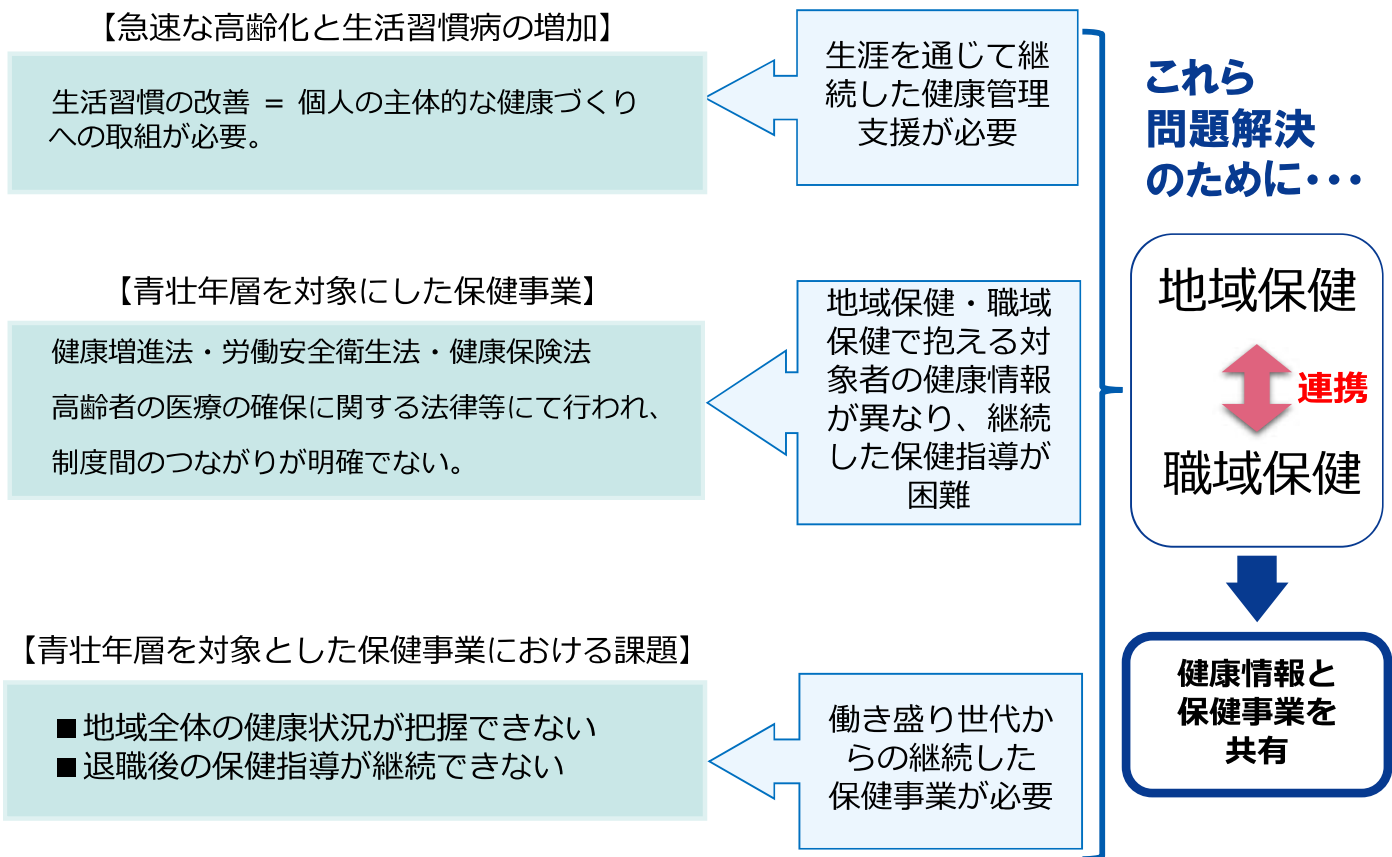 【急速な高齢化と生活習慣病の増加】
生活習慣の改善 = 個人の主体的な健康づくり
への取組が必要。
生涯を通じて継
続した健康管理
支援が必要
【青壮年層を対象にした保健事業】
健康増進法・労働安全衛生法・健康保険法
高齢者の医療の確保に関する法律等にて行われ、
制度間のつながりが明確でない。
地域保健・職域
保健で抱える対
象者の健康情報
が異なり、継続
した保健指導が
困難
【青壮年層を対象とした保健事業における課題】
■地域全体の健康状況が把握できない
■退職後の保健指導が継続できない
働き盛り世代か
らの継続した
保健事業が必要
これら
問題解決
のために・・・
地域保健
連携
職域保健
健康情報と
保健事業を
共有